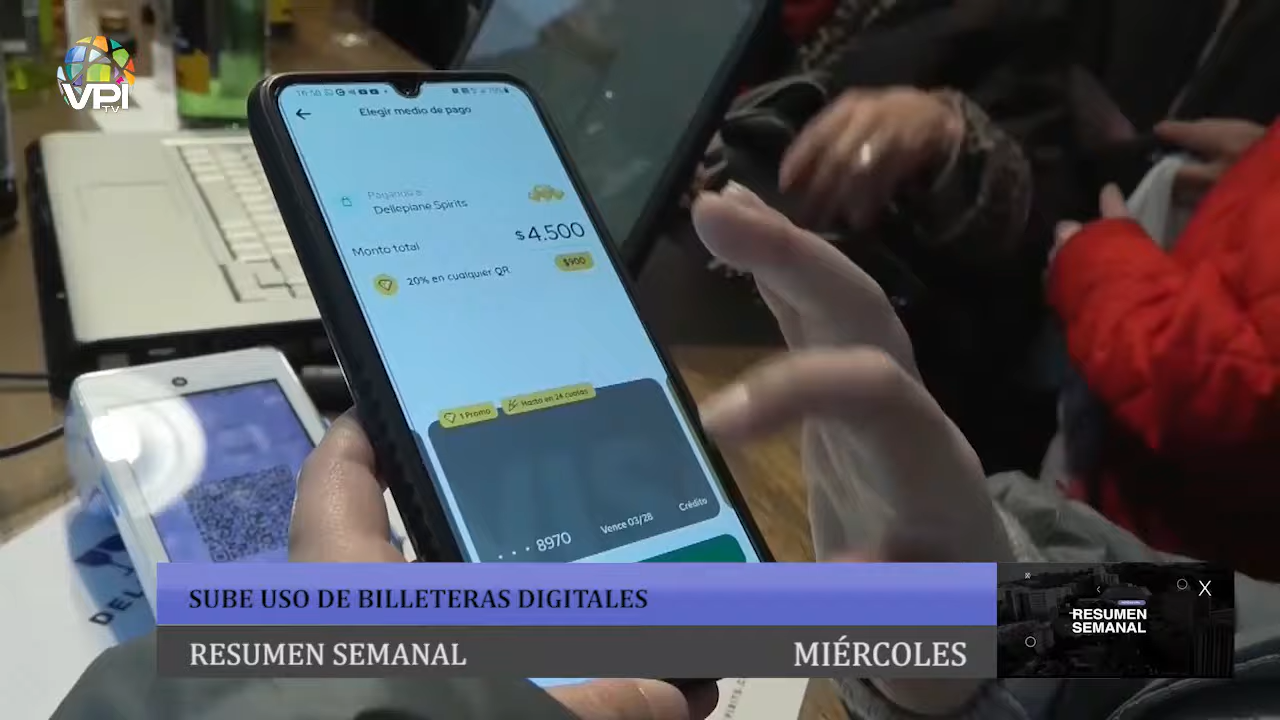 VPI
TV
Elegir medio de pago
Pagando a:
Dellepiane Spirits
Monto total
$ 4.500
20% en cualquier QR
$900
1 Promo
Hasta en 24 cuotas
8970
Vence 03/28
Crédito
DEL
SUBE USO DE BILLETERAS DIGITALES
RESUMEN SEMANAL
MIÉRCOLES
RESUMEN
SEMANAL